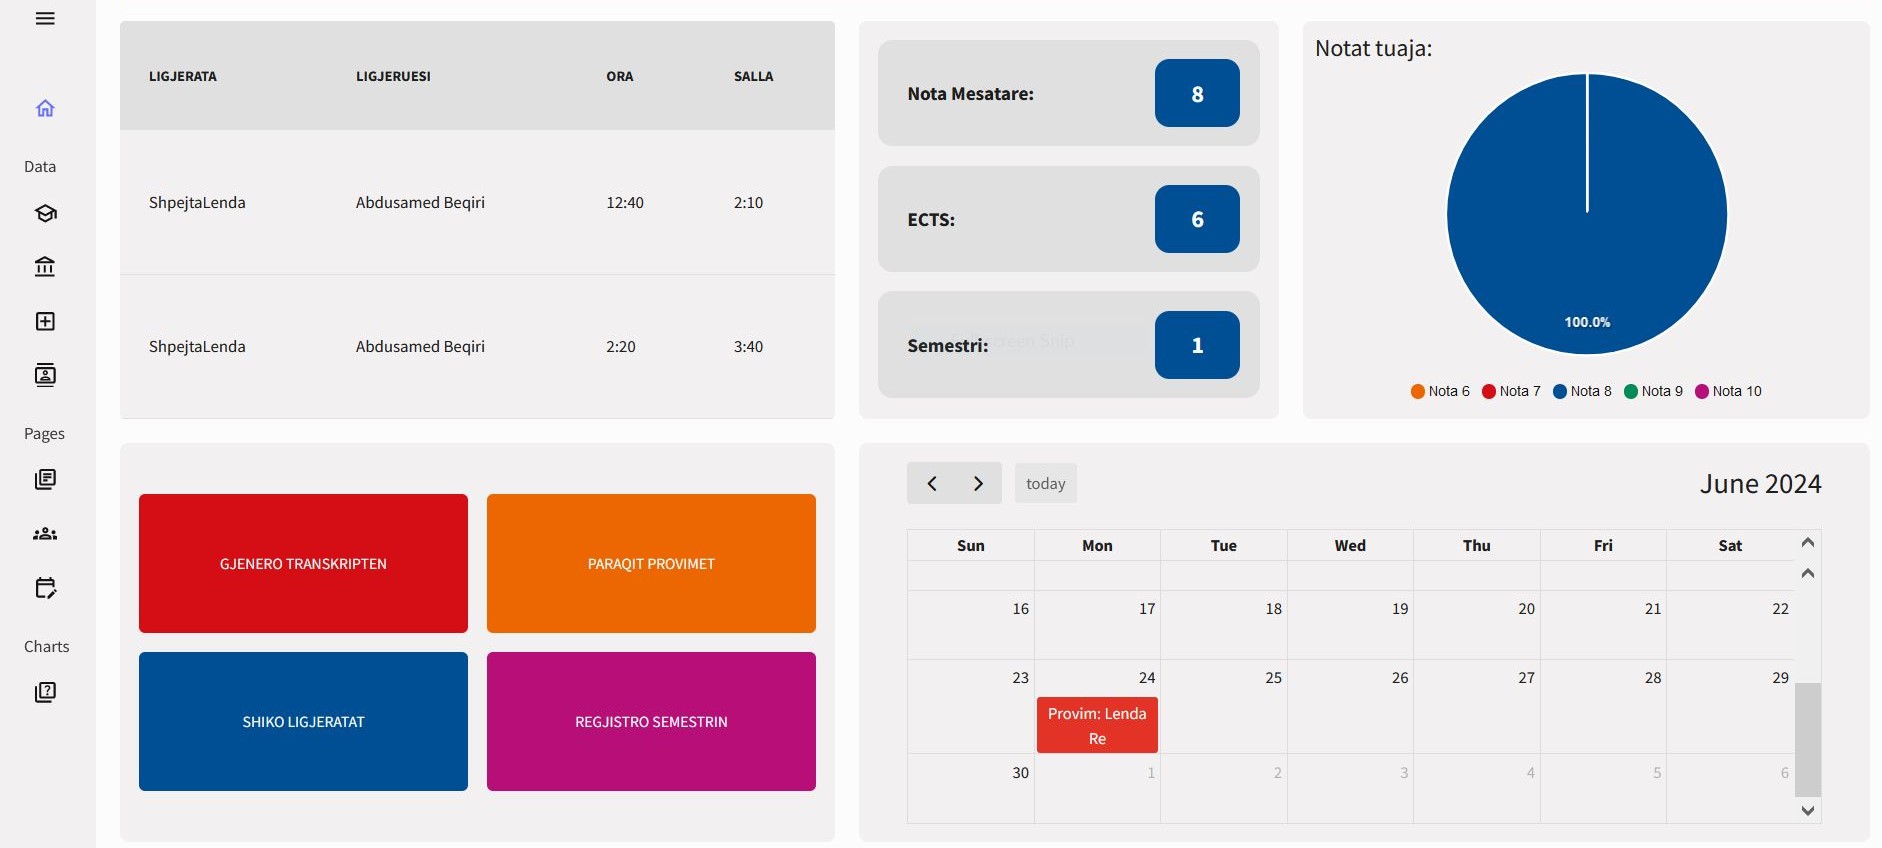 Data
Pages
Charts
LIGJERATA LIGJERUESI ORA SALLA
ShpejtaLenda Abdusamed Beqiri 12:40 2:10
ShpejtaLenda Abdusamed Beqiri 2:20 3:40
Nota Mesatare: 8
ECTS: 6
Semestri: 1
Notat tuaja:
100.0%
Nota 6 Nota 7 Nota 8 Nota 9 Nota 10
GJENERO TRANSKRIPTEN PARAQIT PROVIMET
SHIKO LIGJERATAT REGJISTRO SEMESTRIN
today June 2024
Sun Mon Tue Wed Thu Fri Sat
16 17 18 19 20 21 22
23 24 25 26 27 28 29
Provim: Lenda
Re
30 1 2 3 4 5 6